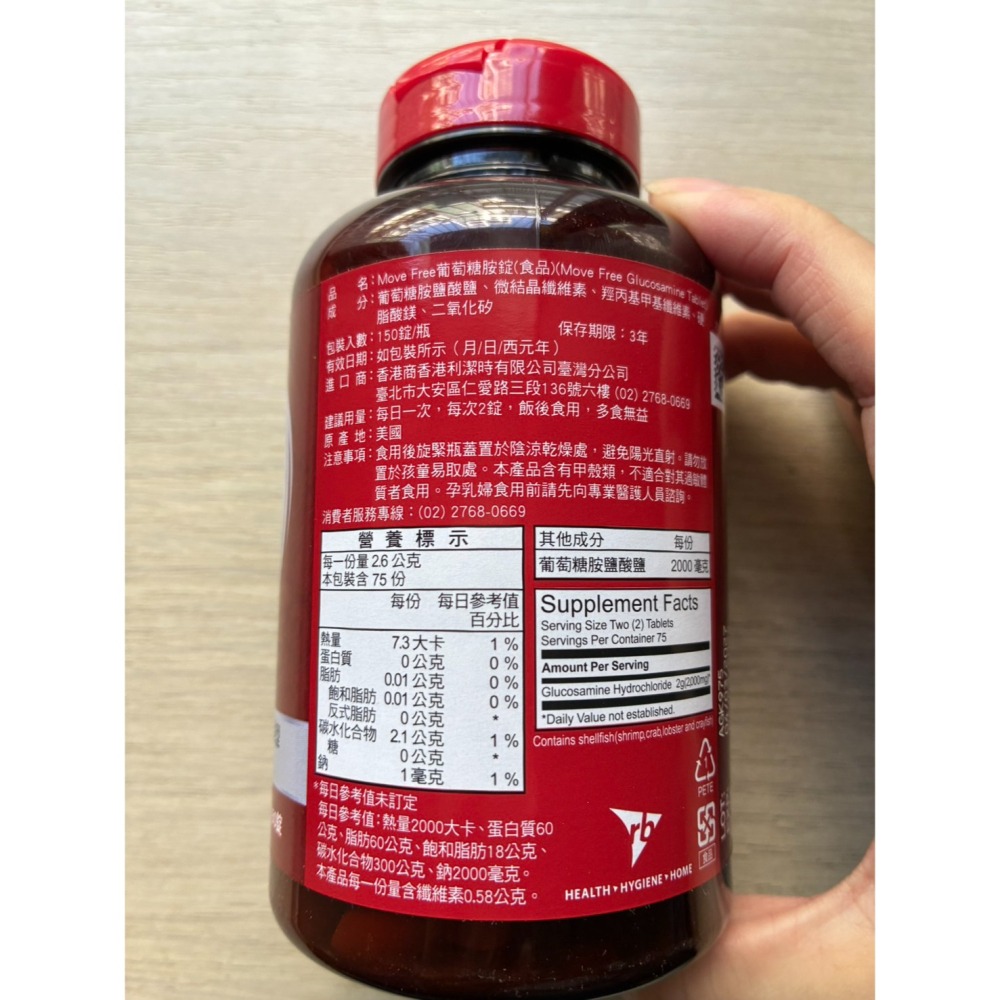 品 名：Move Free葡萄糖胺錠(食品)(Move Free Glucosamine Tablet)
成 分：葡萄糖胺鹽酸鹽、微結晶纖維素、羥丙基甲基纖維素、硬
脂酸鎂、二氧化矽
包裝入數：150錠/瓶 保存期限：3年
有效日期：如包裝所示（月/日/西元年）
進 口 商：香港商香港利潔時有限公司臺灣分公司
臺北市大安區仁愛路三段136號六樓 (02) 2768-0669
建議用量：每日一次，每次2錠，飯後食用，多食無益
原 產 地：美國
注意事項：食用後旋緊瓶蓋置於陰涼乾燥處，避免陽光直射。請勿放
置於孩童易取處。本產品含有甲殼類，不適合對其過敏體
質者食用。孕乳婦食用前請先向專業醫護人員諮詢。
消費者服務專線：(02) 2768-0669
營 養 標 示
每一份量 2.6 公克
本包裝含 75 份
每份 每日參考值
百分比
熱量 7.3 大卡 1 %
蛋白質 0 公克 0 %
脂肪 0.01 公克 0 %
飽和脂肪 0.01 公克 0 %
反式脂肪 0 公克 *
碳水化合物 2.1 公克 1 %
糖 0 公克 *
鈉 1 毫克 1 %
*每日參考值未訂定
每日參考值：熱量2000大卡、蛋白質60
公克、脂肪60公克、飽和脂肪18公克、
碳水化合物300公克、鈉2000毫克。
本產品每一份量含纖維素0.58公克。
其他成分 每份
葡萄糖胺鹽酸鹽 2000 毫克
Supplement Facts
Serving Size Two (2) Tablets
Servings Per Container 75
Amount Per Serving
Glucosamine Hydrochloride 2g(2000mg)*
*Daily Value not established.
Contains shellfish(shrimp,crab,lobster and crayfish)
1
PETE
食品
rb
HEALTH HYGIENE HOME
錠